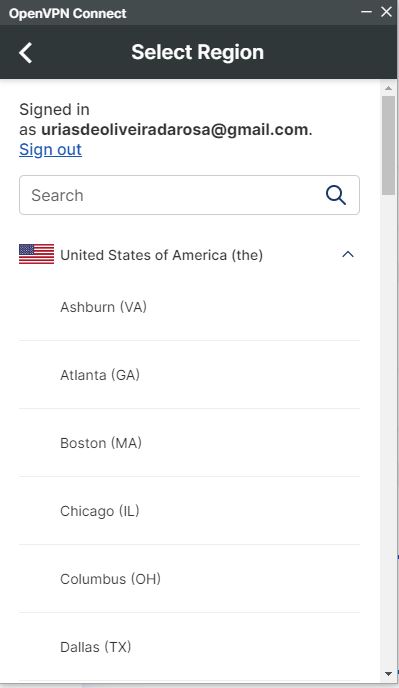 OpenVPN Connect
Select Region
Signed in
as uriasdeoliveiradarosa@gmail.com.
Sign out
Search
United States of America (the)
Ashburn (VA)
Atlanta (GA)
Boston (MA)
Chicago (IL)
Columbus (OH)
Dallas (TX)